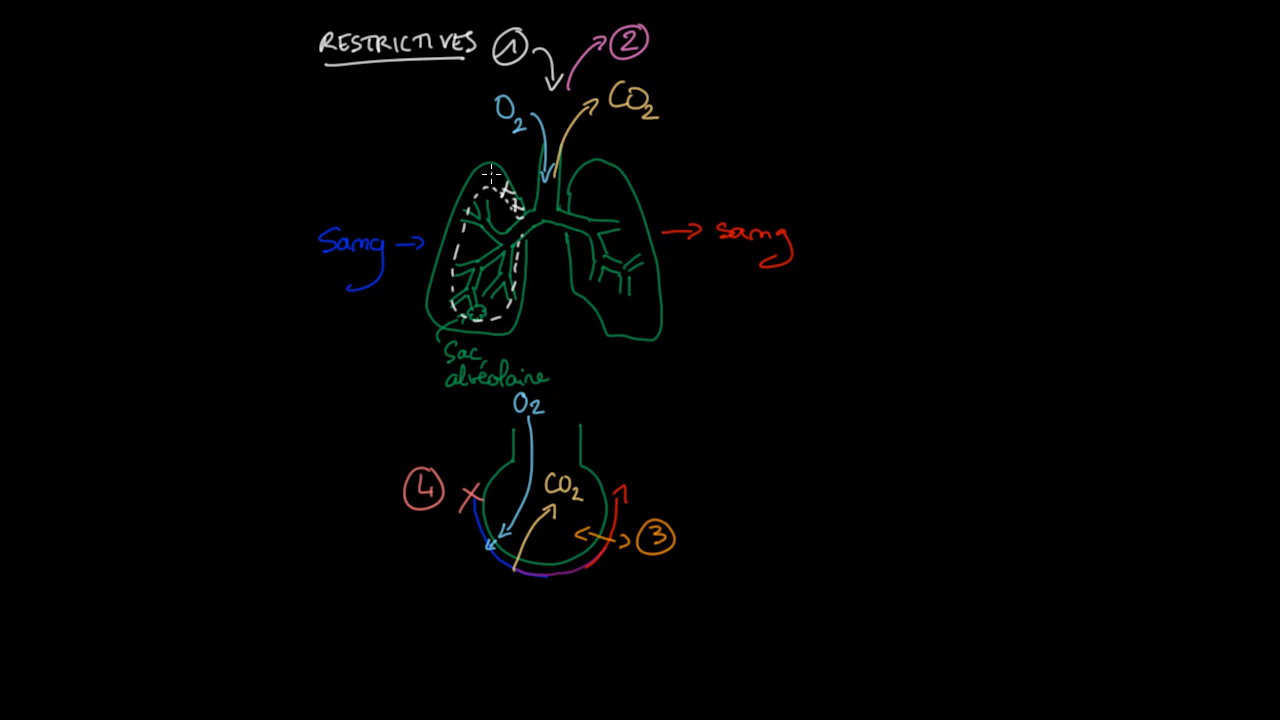 RESTRICTIVES 1 2
O2 CO2
Sang → → sang
Sac
alvéolaire
O2
4 CO2
3